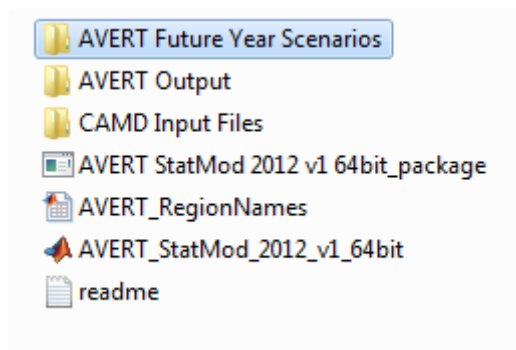 AVERT Future Year Scenarios
AVERT Output
CAMD Input Files
AVERT StatMod 2012 v1 64bit_package
AVERT_RegionNames
AVERT_StatMod_2012_v1_64bit
readme